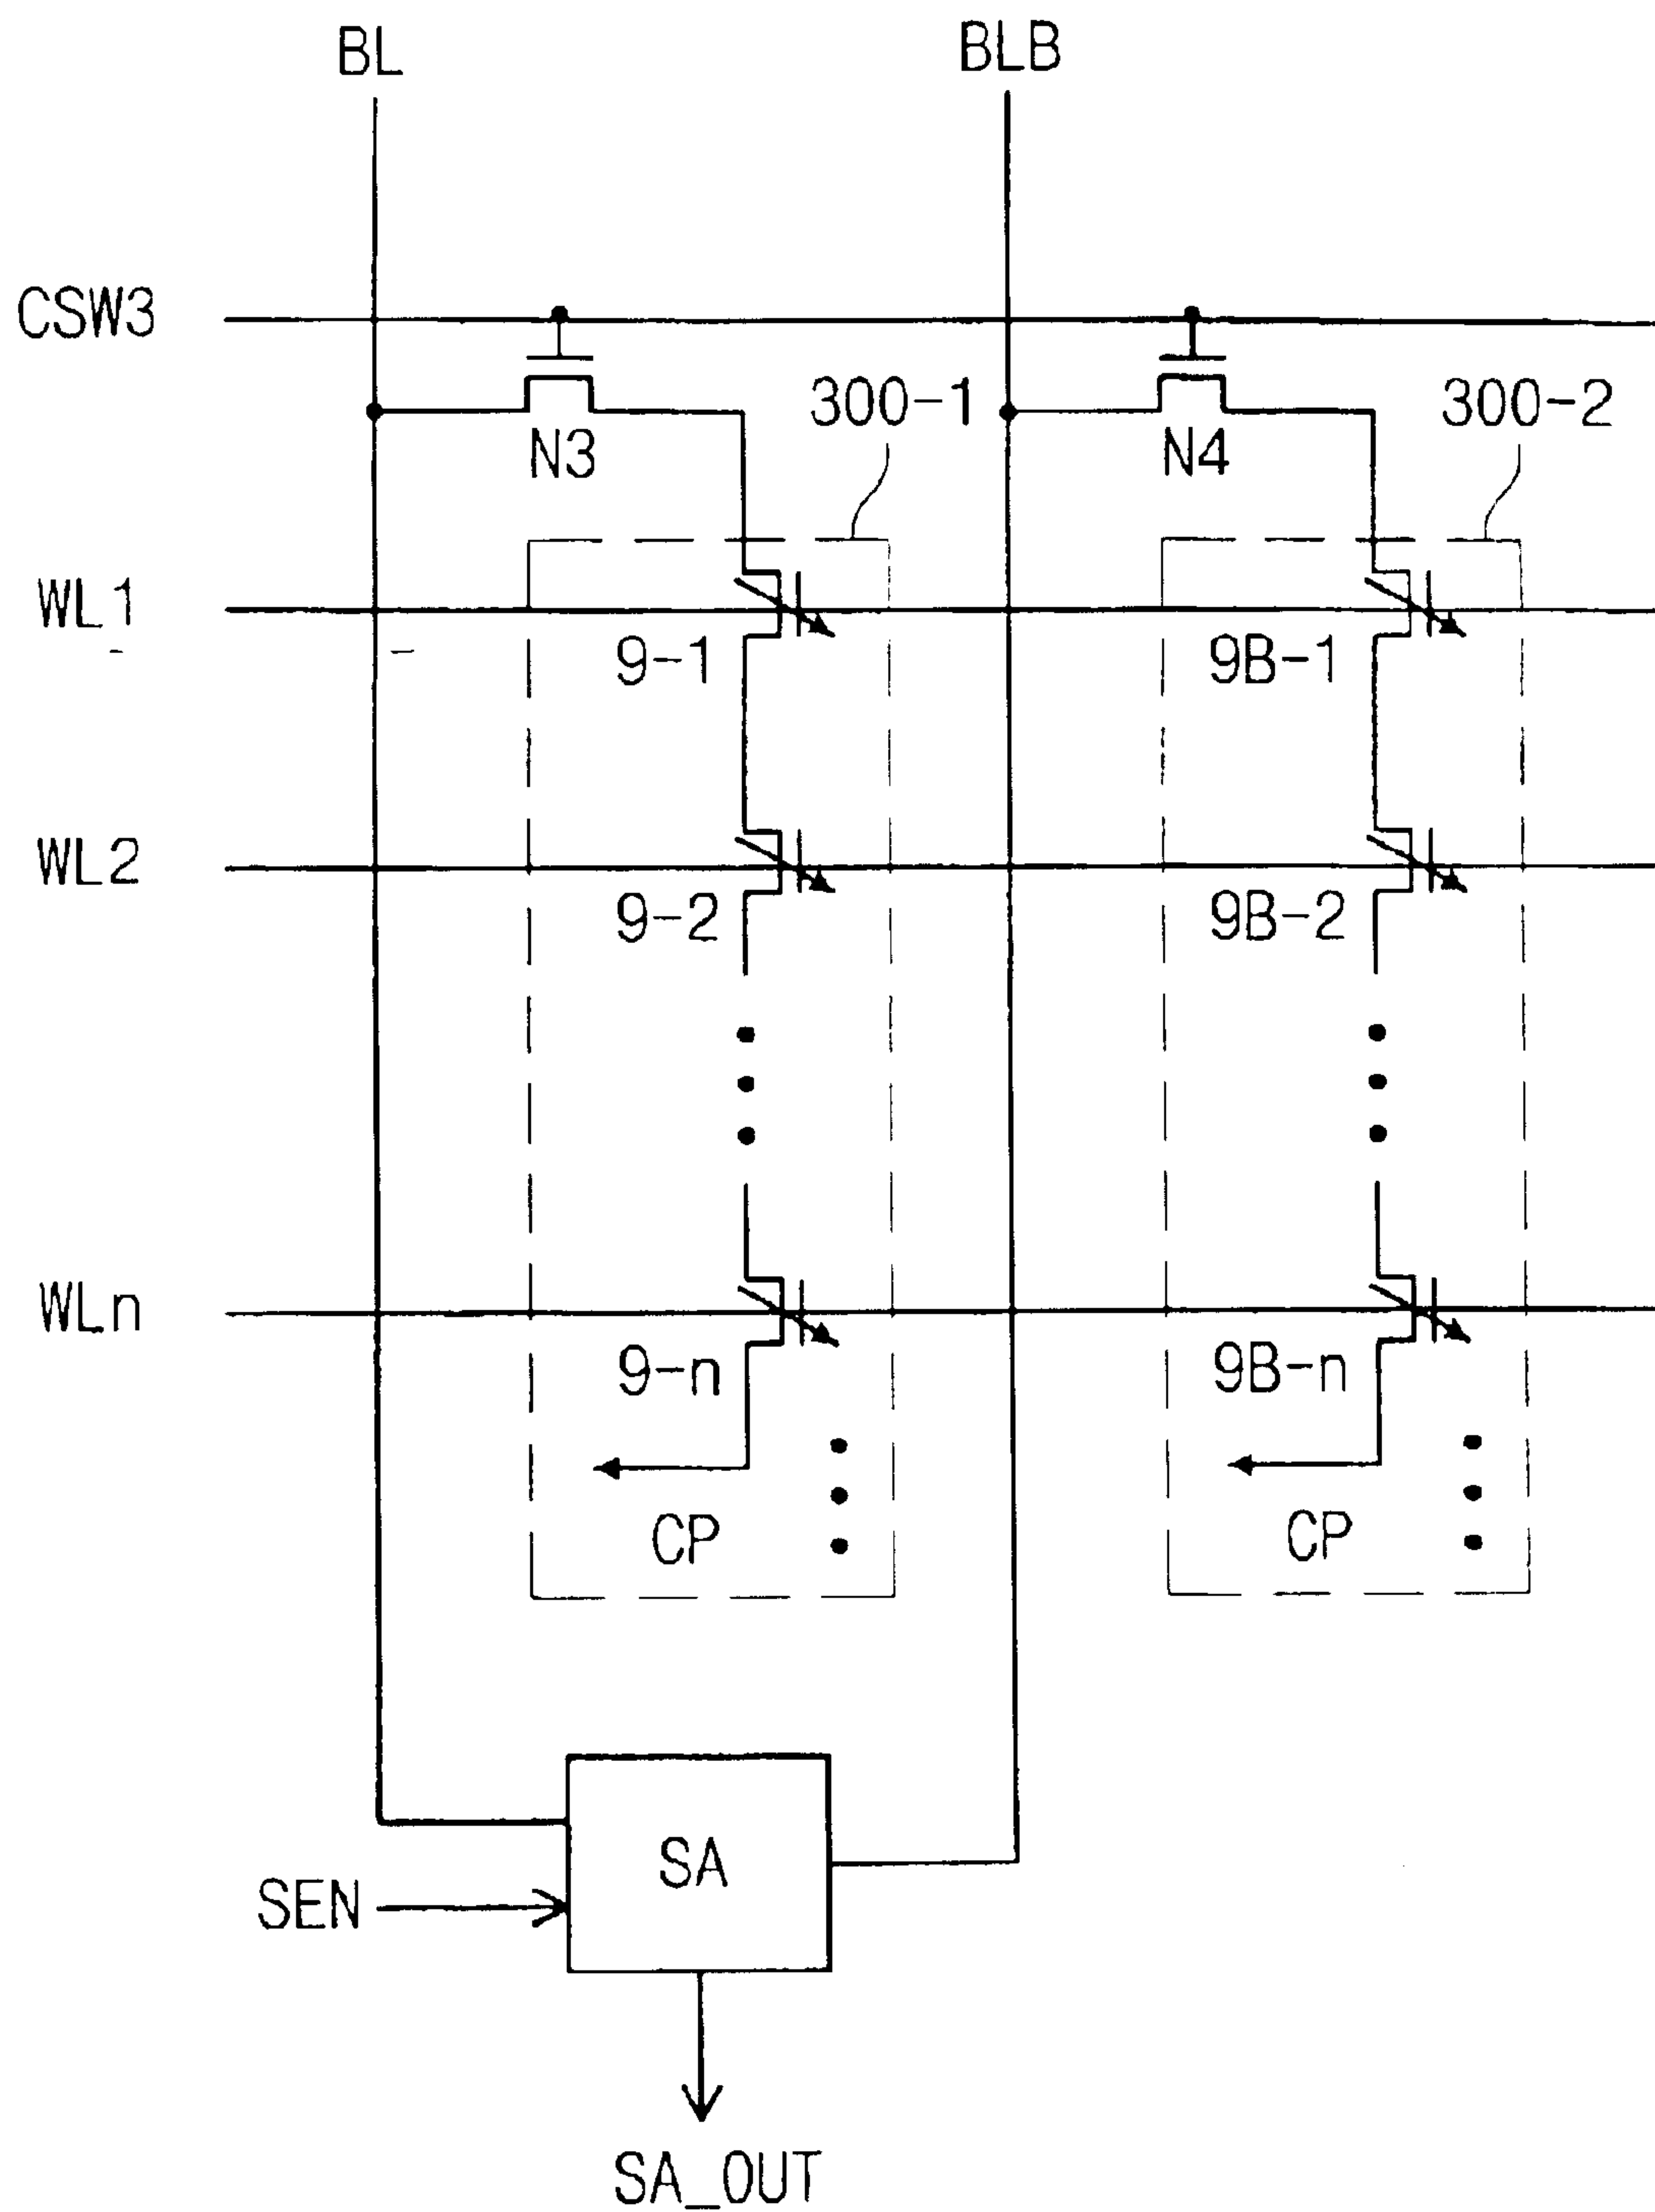 BL
BLB
CSW3
300-1
300-2
N3
N4
WL1
9-1
9B-1
WL2
9-2
9B-2
WLn
9-n
9B-n
CP
CP
SA
SEN
SA_OUT